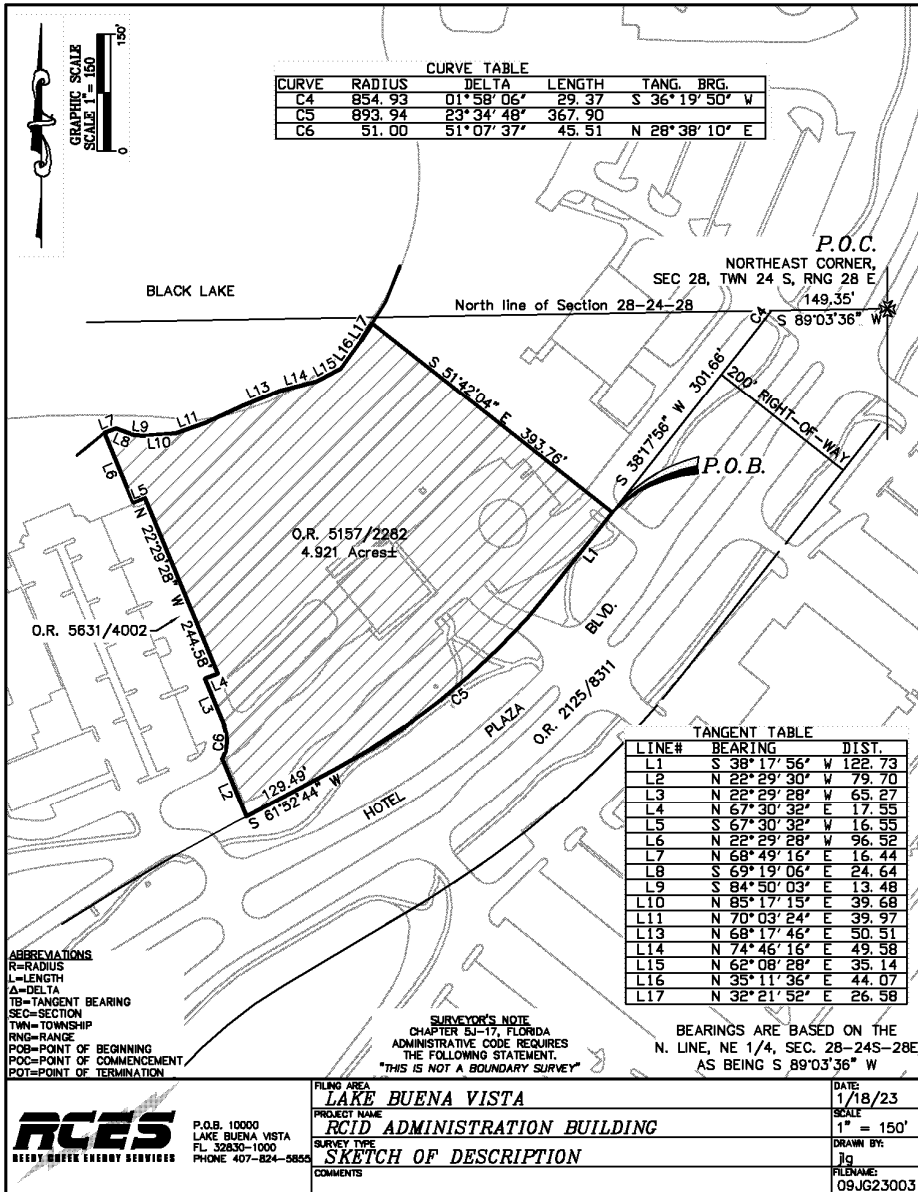 GRAPHIC SCALE
SCALE 1"= 150
0 150'
CURVE TABLE
CURVE RADIUS DELTA LENGTH TANG. BRG.
C4 854.93 01°58'06" 29.37 S 36°19'50" W
C5 893.94 23°34'48" 367.90
C6 51.00 51°07'37" 45.51 N 28°38'10" E
P.O.C.
NORTHEAST CORNER,
SEC 28, TWN 24 S, RNG 28 E
149.35'
S 89°03'36" W
BLACK LAKE
North line of Section 28-24-28
C4
S 38°17'56" W 301.66'
200' RIGHT-OF-WAY
P.O.B.
S 51°42'04" E 393.76'
L17
L16
L15
L14
L13
L11
L10
L9
L8
L7
L6
L5
N 22°29'28" W 244.58'
O.R. 5157/2282
4.921 Acres±
O.R. 5631/4002
L4
L3
C6
L2
129.49'
S 61°52'44" W
C5
L1
HOTEL PLAZA BLVD.
O.R. 2125/8311
TANGENT TABLE
LINE# BEARING DIST.
L1 S 38°17'56" W 122.73
L2 N 22°29'30" W 79.70
L3 N 22°29'28" W 65.27
L4 N 67°30'32" E 17.55
L5 S 67°30'32" W 16.55
L6 N 22°29'28" W 96.52
L7 N 68°49'16" E 16.44
L8 S 69°19'06" E 24.64
L9 S 84°50'03" E 13.48
L10 N 85°17'15" E 39.68
L11 N 70°03'24" E 39.97
L13 N 68°17'46" E 50.51
L14 N 74°46'16" E 49.58
L15 N 62°08'28" E 35.14
L16 N 35°11'36" E 44.07
L17 N 32°21'52" E 26.58
ABBREVIATIONS
R=RADIUS
L=LENGTH
Δ=DELTA
TB=TANGENT BEARING
SEC=SECTION
TWN=TOWNSHIP
RNG=RANGE
POB=POINT OF BEGINNING
POC=POINT OF COMMENCEMENT
POT=POINT OF TERMINATION
SURVEYOR'S NOTE
CHAPTER 5J-17, FLORIDA
ADMINISTRATIVE CODE REQUIRES
THE FOLLOWING STATEMENT.
"THIS IS NOT A BOUNDARY SURVEY"
BEARINGS ARE BASED ON THE
N. LINE, NE 1/4, SEC. 28-24S-28E
AS BEING S 89°03'36" W
RCES
REEDY CREEK ENERGY SERVICES
P.O.B. 10000
LAKE BUENA VISTA
FL. 32830-1000
PHONE 407-824-5855
FILING AREA
LAKE BUENA VISTA
PROJECT NAME
RCID ADMINISTRATION BUILDING
SURVEY TYPE
SKETCH OF DESCRIPTION
COMMENTS
DATE:
1/18/23
SCALE
1" = 150'
DRAWN BY:
jlg
FILENAME:
09JG23003